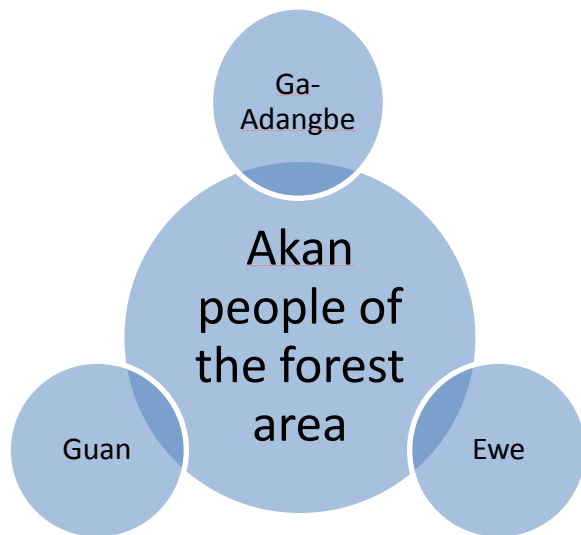 Ga-
Adangbe
Akan
people of
the forest
area
Guan
Ewe